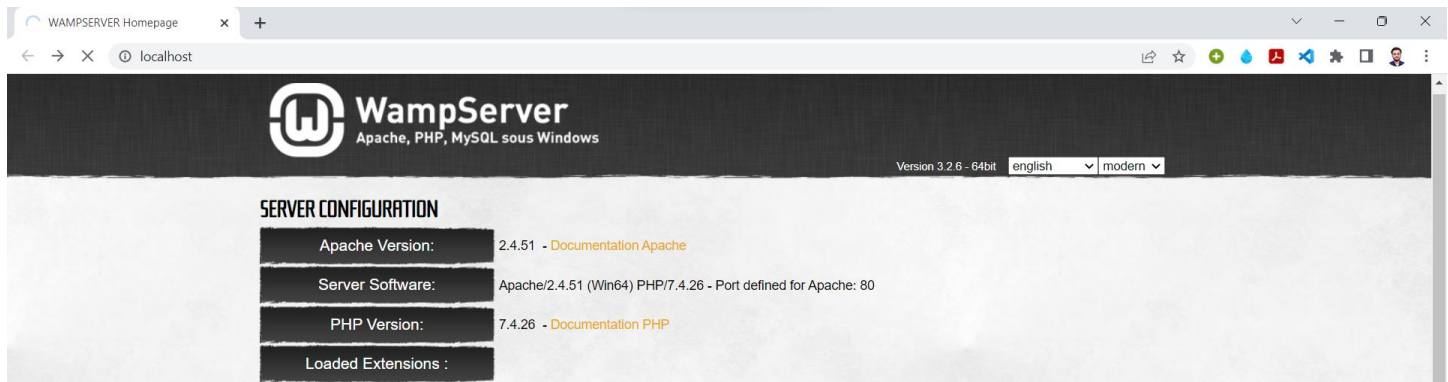 WAMPSERVER Homepage
localhost
WampServer
Apache, PHP, MySQL sous Windows
Version 3.2.6 - 64bit english modern
SERVER CONFIGURATION
Apache Version: 2.4.51 - Documentation Apache
Server Software: Apache/2.4.51 (Win64) PHP/7.4.26 - Port defined for Apache: 80
PHP Version: 7.4.26 - Documentation PHP
Loaded Extensions :